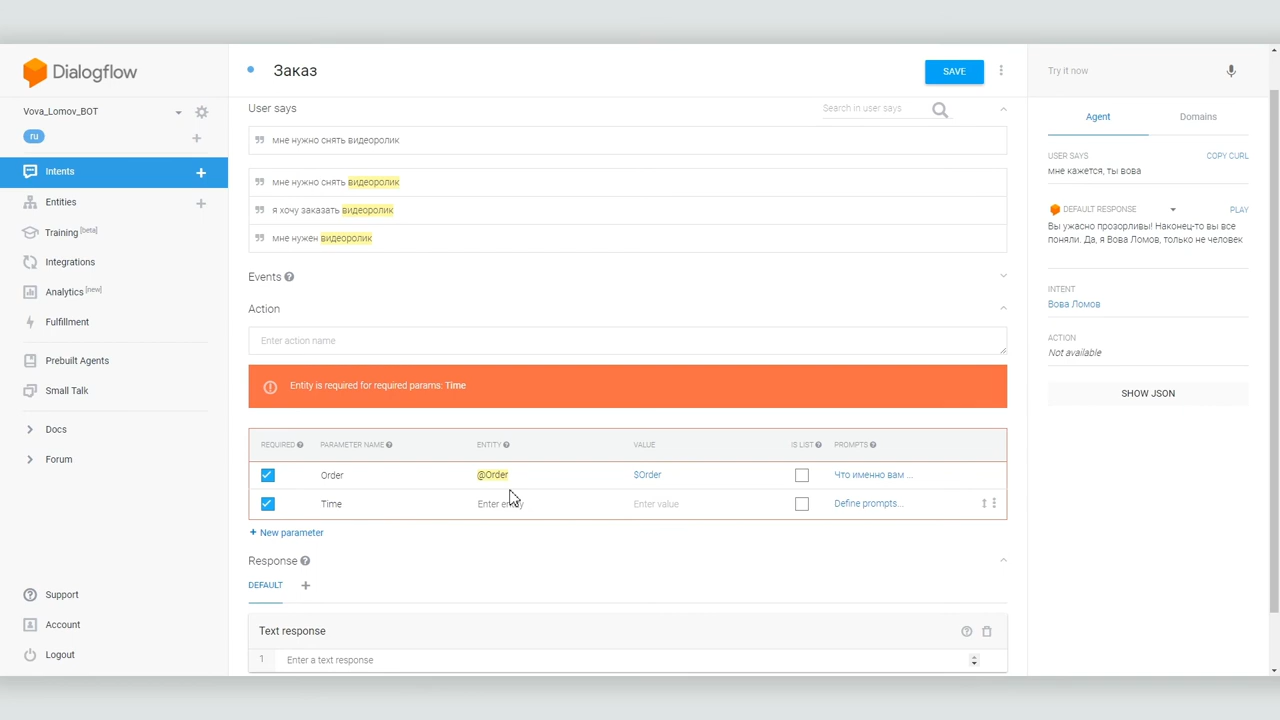 Dialogflow
Vova_Lomov_BOT
ru
Intents
Entities
Training [beta]
Integrations
Analytics [new]
Fulfillment
Prebuilt Agents
Small Talk
Docs
Forum
Support
Account
Logout
Заказ
SAVE
User says
Search in user says
мне нужно снять видеоролик
мне нужно снять видеоролик
я хочу заказать видеоролик
мне нужен видеоролик
Events
Action
Enter action name
Entity is required for required params: Time
REQUIRED PARAMETER NAME ENTITY VALUE IS LIST PROMPTS
Order @Order $Order Что именно вам ...
Time Enter entity Enter value Define prompts...
+ New parameter
Response
DEFAULT
Text response
1 Enter a text response
Try it now
Agent Domains
USER SAYS COPY CURL
мне кажется, ты вова
DEFAULT RESPONSE PLAY
Вы ужасно прозорливы! Наконец-то вы все
поняли. Да, я Вова Ломов, только не человек
INTENT
Вова Ломов
ACTION
Not available
SHOW JSON